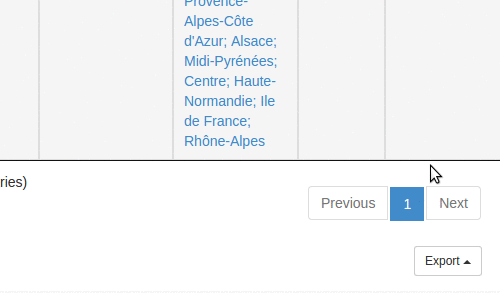 Provence-
Alpes-Côte
d'Azur; Alsace;
Midi-Pyrénées;
Centre; Haute-
Normandie; Ile
de France;
Rhône-Alpes
ries)
Previous 1 Next
Export